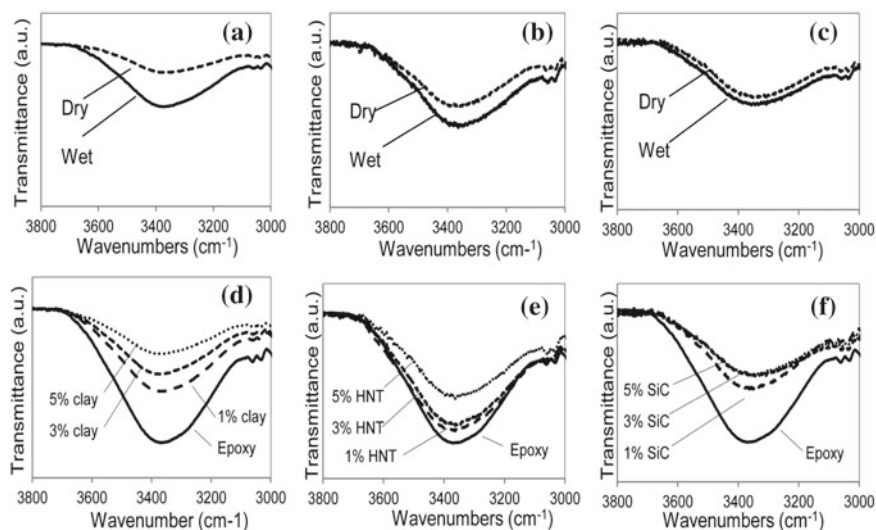 (a)
Transmittance (a.u.)
Dry
Wet
3800 3600 3400 3200 3000
Wavenumbers (cm-1)
(b)
Transmittance (a.u.)
Dry
Wet
3800 3600 3400 3200 3000
Wavenumbers (cm-1)
(c)
Transmittance (a.u.)
Dry
Wet
3800 3600 3400 3200 3000
Wavenumbers (cm-1)
(d)
Transmittance (a.u.)
5% clay
3% clay
1% clay
Epoxy
3800 3600 3400 3200 3000
Wavenumber (cm-1)
(e)
Transmittance (a.u.)
5% HNT
3% HNT
1% HNT
Epoxy
3800 3600 3400 3200 3000
Wavenumbers (cm-1)
(f)
Transmittance (a.u.)
5% SiC
3% SiC
1% SiC
Epoxy
3800 3600 3400 3200 3000
Wavenumbers (cm-1)